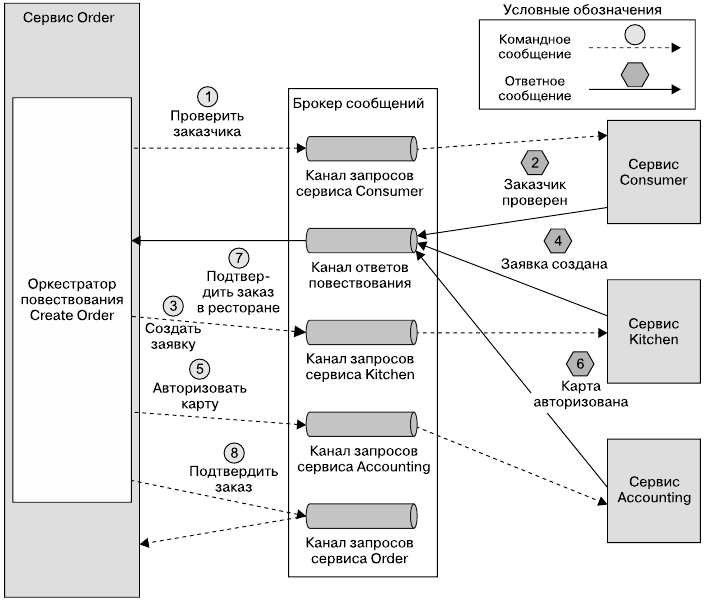 Сервис Order
Условные обозначения
Командное
сообщение
Ответное
сообщение
Брокер сообщений
1
Проверить
заказчика
Канал запросов
сервиса Consumer
2
Заказчик
проверен
Сервис
Consumer
Оркестратор
повествования
Create Order
Канал ответов
повествования
4
Заявка создана
7
Подтвер-
дить заказ
в ресторане
3
Создать
заявку
Канал запросов
сервиса Kitchen
Сервис
Kitchen
5
Авторизовать
карту
6
Карта
авторизована
Канал запросов
сервиса Accounting
Сервис
Accounting
8
Подтвердить
заказ
Канал запросов
сервиса Order